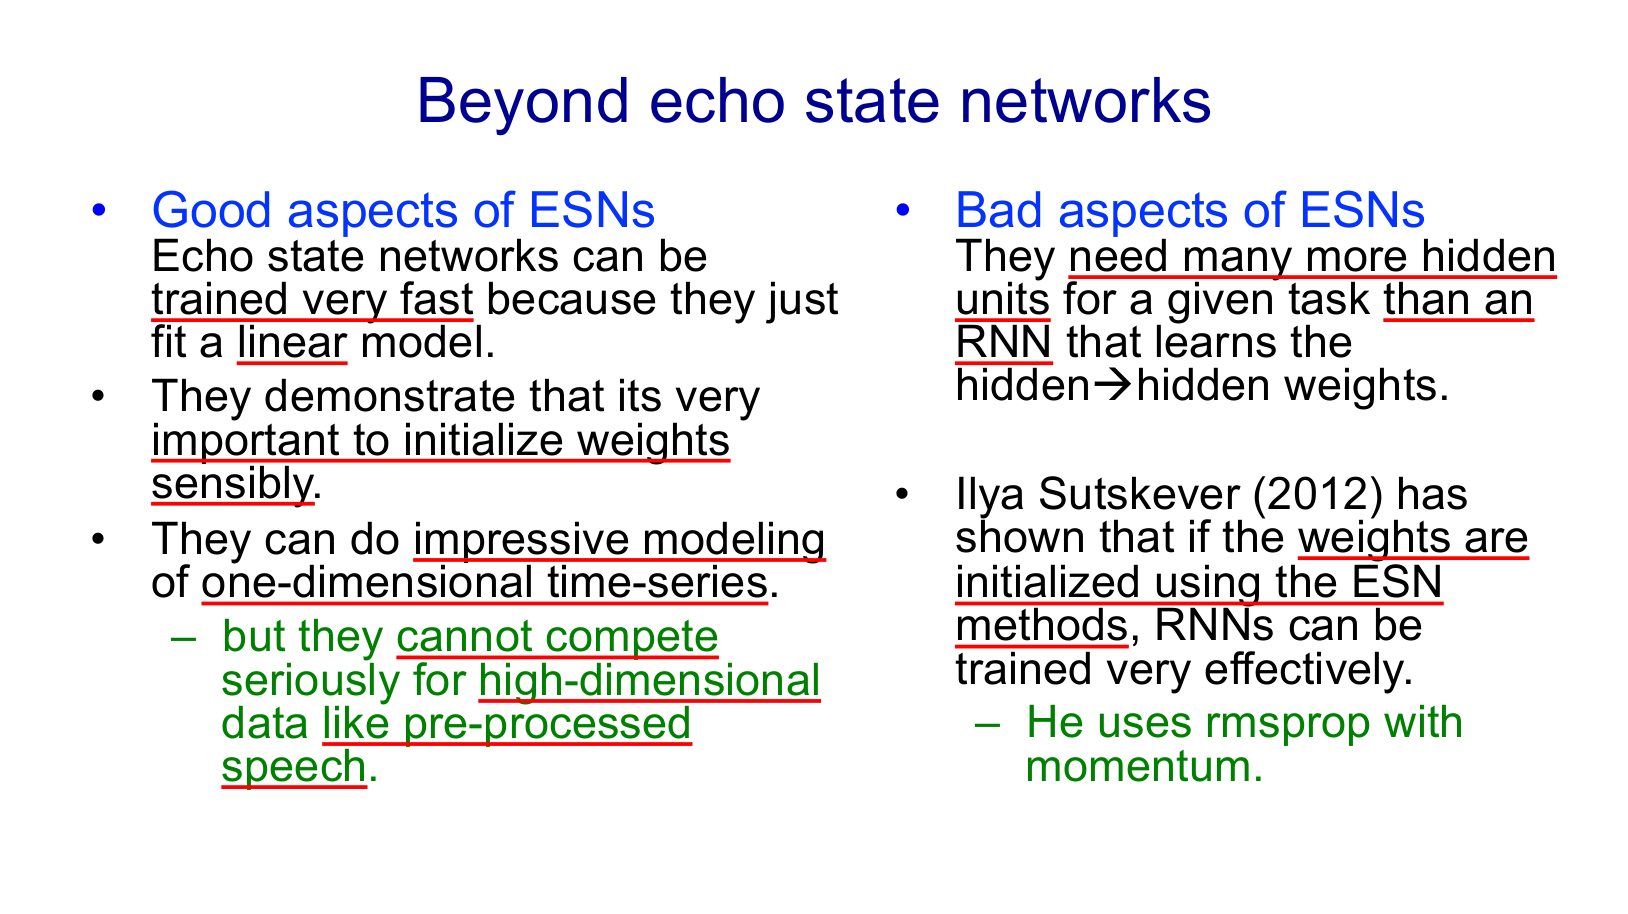 Beyond echo state networks
• Good aspects of ESNs
Echo state networks can be
trained very fast because they just
fit a linear model.
• They demonstrate that its very
important to initialize weights
sensibly.
• They can do impressive modeling
of one-dimensional time-series.
– but they cannot compete
seriously for high-dimensional
data like pre-processed
speech.
• Bad aspects of ESNs
They need many more hidden
units for a given task than an
RNN that learns the
hidden→hidden weights.
• Ilya Sutskever (2012) has
shown that if the weights are
initialized using the ESN
methods, RNNs can be
trained very effectively.
– He uses rmsprop with
momentum.